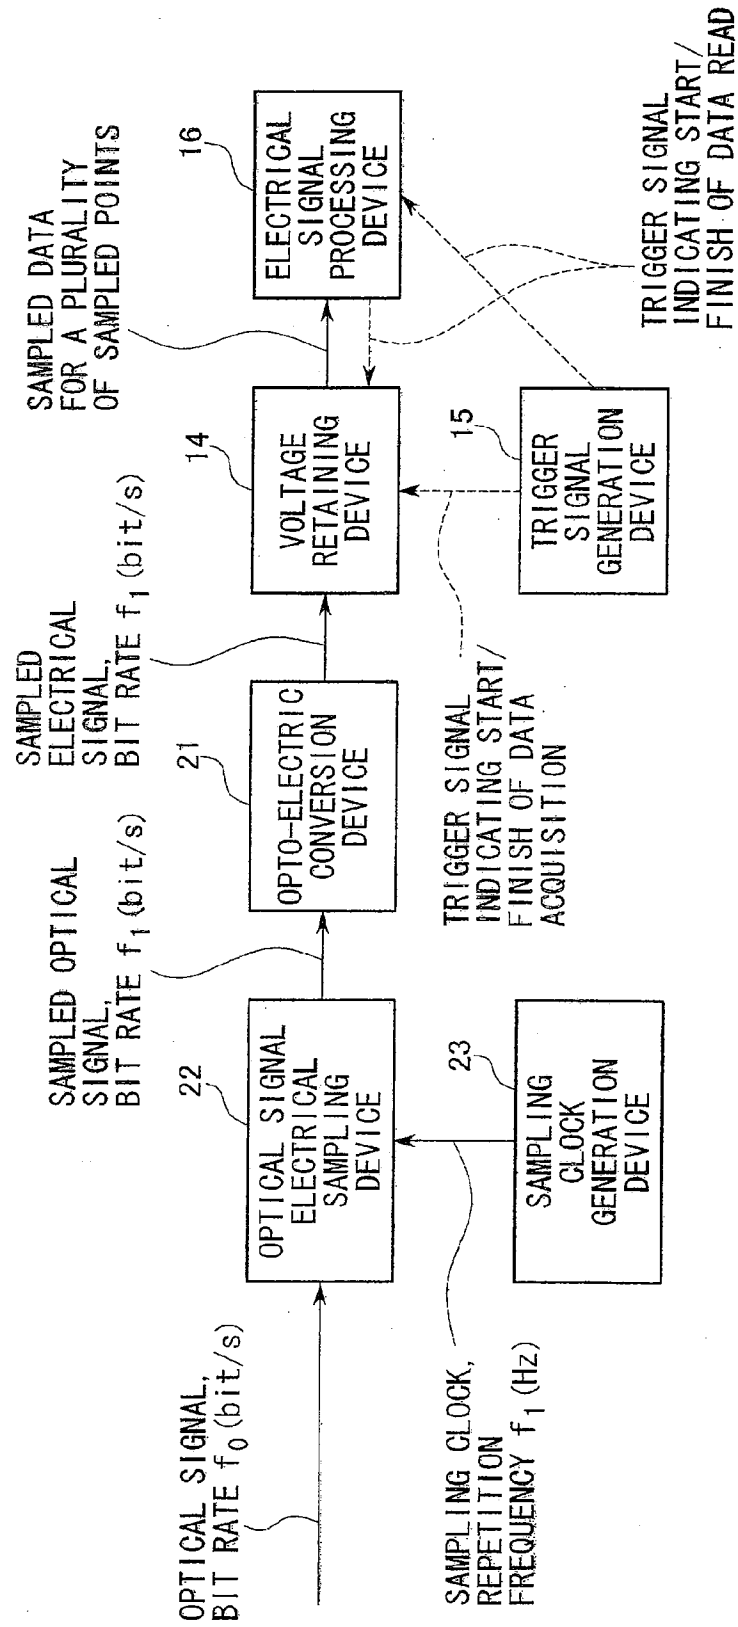 OPTICAL SIGNAL,
BIT RATE f0 (bit/s)
SAMPLED OPTICAL
SIGNAL,
BIT RATE f1 (bit/s)
SAMPLED
ELECTRICAL
SIGNAL,
BIT RATE f1 (bit/s)
SAMPLED DATA
FOR A PLURALITY
OF SAMPLED POINTS
22
OPTICAL SIGNAL
ELECTRICAL
SAMPLING
DEVICE
21
OPTO-ELECTRIC
CONVERSION
DEVICE
14
VOLTAGE
RETAINING
DEVICE
16
ELECTRICAL
SIGNAL
PROCESSING
DEVICE
SAMPLING CLOCK,
REPETITION
FREQUENCY f1 (Hz)
23
SAMPLING
CLOCK
GENERATION
DEVICE
TRIGGER SIGNAL
INDICATING START/
FINISH OF DATA
ACQUISITION
15
TRIGGER
SIGNAL
GENERATION
DEVICE
TRIGGER SIGNAL
INDICATING START/
FINISH OF DATA READ